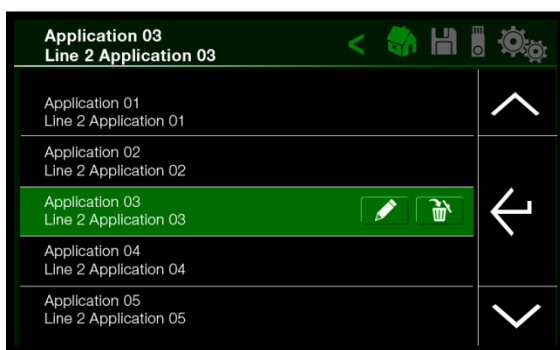 Application 03
Line 2 Application 03
Application 01
Line 2 Application 01
Application 02
Line 2 Application 02
Application 03
Line 2 Application 03
Application 04
Line 2 Application 04
Application 05
Line 2 Application 05